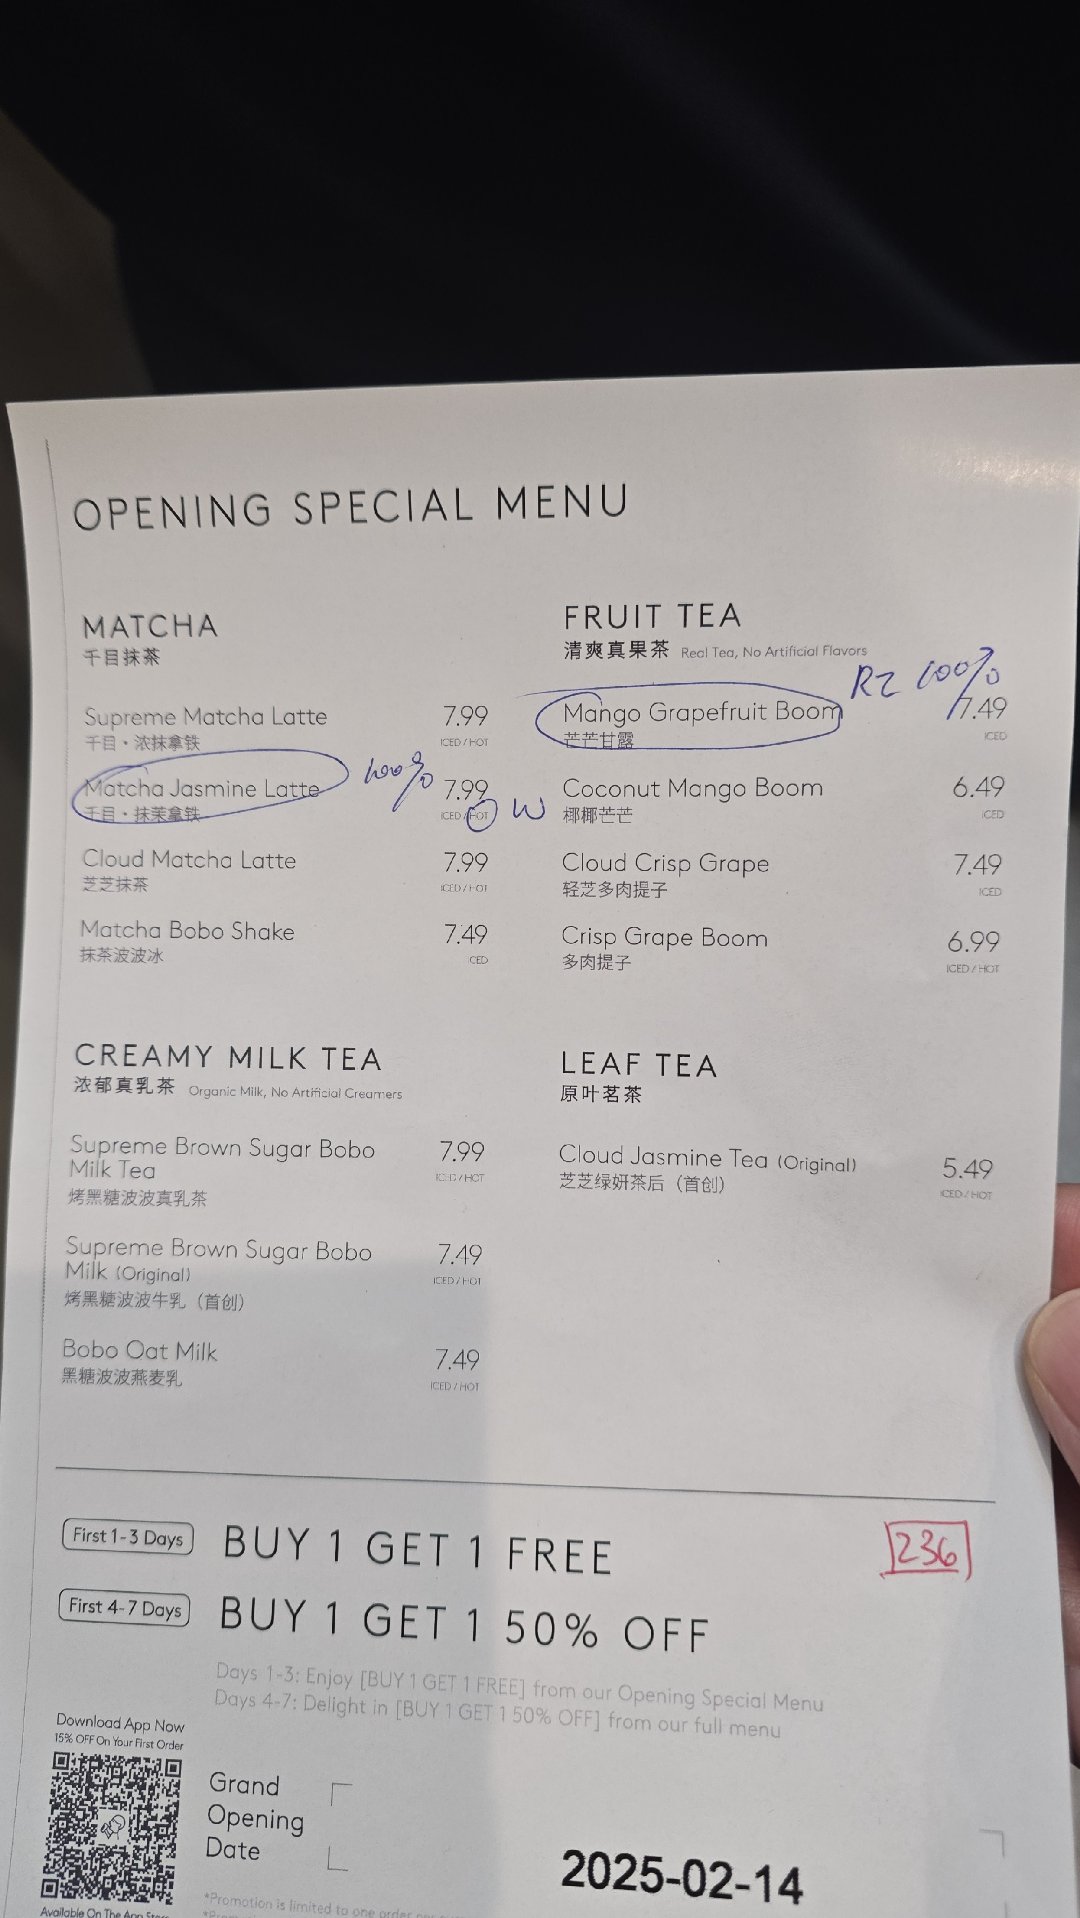 OPENING SPECIAL MENU
MATCHA
千目抹茶
Supreme Matcha Latte 7.99
千目·浓抹拿铁 ICED / HOT
Matcha Jasmine Latte 100% 7.99
千目·抹茉拿铁 ICED / HOT W
Cloud Matcha Latte 7.99
芝芝抹茶 ICED / HOT
Matcha Bobo Shake 7.49
抹茶波波冰 ICED
FRUIT TEA
清爽真果茶 Real Tea, No Artificial Flavors
RZ 100%
Mango Grapefruit Boom 7.49
芒芒甘露 ICED
Coconut Mango Boom 6.49
椰椰芒芒 ICED
Cloud Crisp Grape 7.49
轻芝多肉提子 ICED
Crisp Grape Boom 6.99
多肉提子 ICED / HOT
CREAMY MILK TEA
浓郁真乳茶 Organic Milk, No Artificial Creamers
Supreme Brown Sugar Bobo 7.99
Milk Tea ICED / HOT
烤黑糖波波真乳茶
Supreme Brown Sugar Bobo 7.49
Milk (Original) ICED / HOT
烤黑糖波波牛乳（首创）
Bobo Oat Milk 7.49
黑糖波波燕麦乳 ICED / HOT
LEAF TEA
原叶茗茶
Cloud Jasmine Tea (Original) 5.49
芝芝绿妍茶后（首创） ICED / HOT
First 1-3 Days BUY 1 GET 1 FREE
236
First 4-7 Days BUY 1 GET 1 50% OFF
Days 1-3: Enjoy [BUY 1 GET 1 FREE] from our Opening Special Menu
Days 4-7: Delight in [BUY 1 GET 1 50% OFF] from our full menu
Download App Now
15% OFF On Your First Order
Available On The App
Grand
Opening
Date
2025-02-14
*Promotion is limited to one order